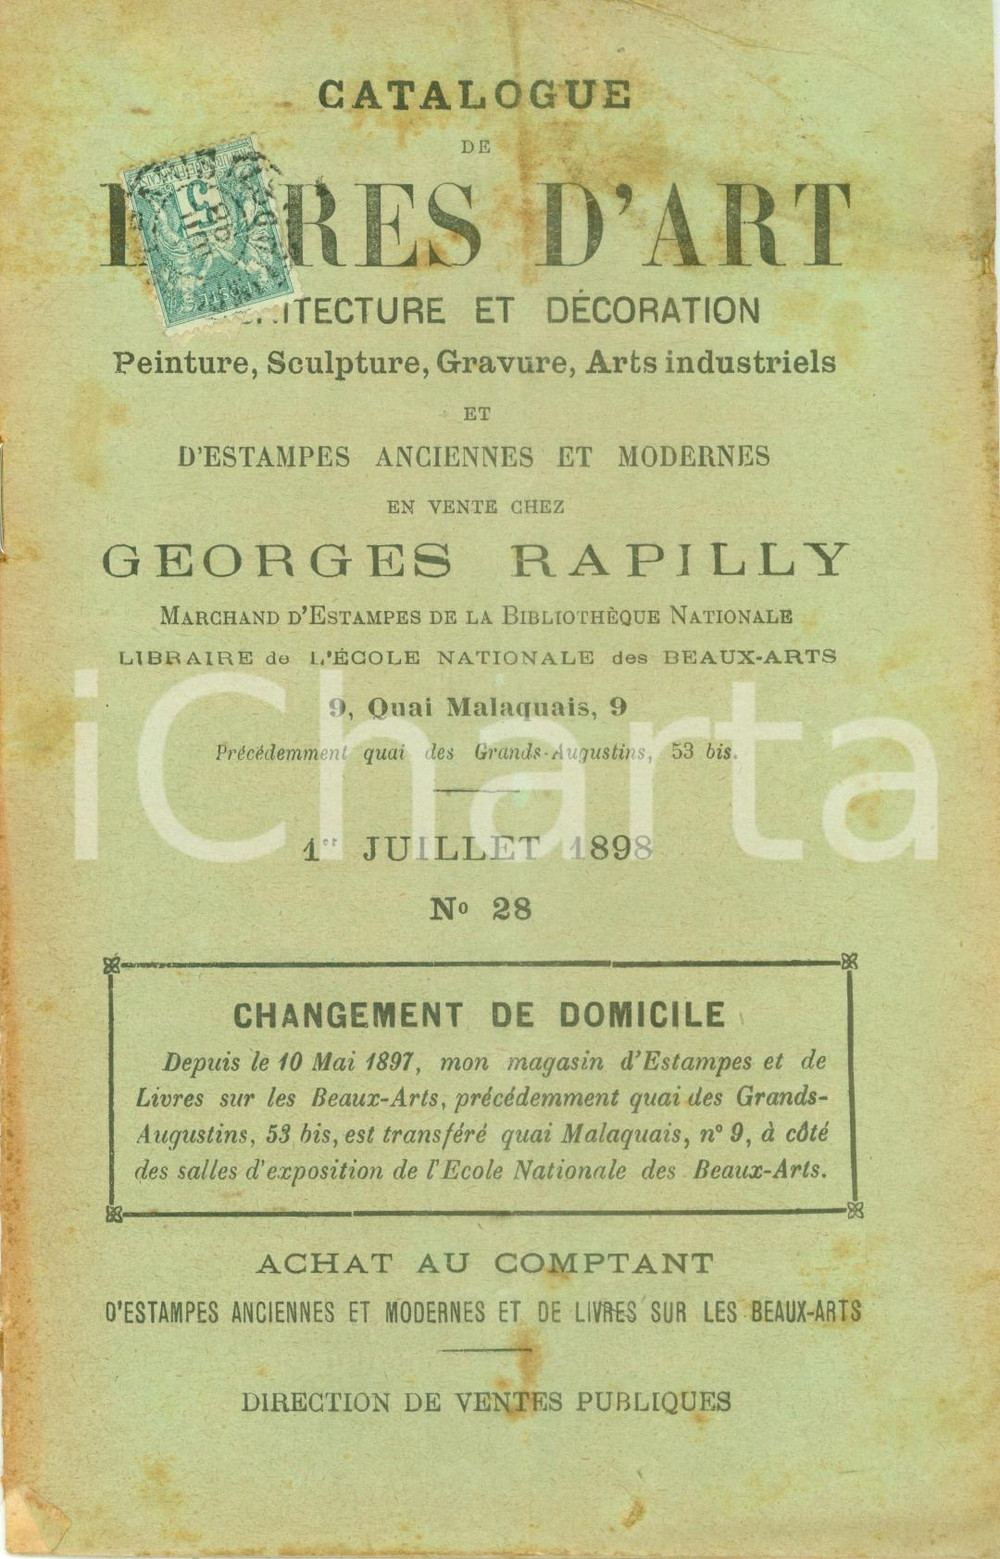 CATALOGUE
DE
D'ART
ET DÉCORATION
Peinture, Sculpture, Gravure, Arts industriels
ET
D'ESTAMPES ANCIENNES ET MODERNES
EN VENTE CHEZ
GEORGES RAPILLY
MARCHAND D'ESTAMPES DE LA BIBLIOTHÈQUE NATIONALE
LIBRAIRE de L'ÉCOLE NATIONALE des BEAUX-ARTS
9, Quai Malaquais, 9
Précédemment quai des Grands-Augustins, 53 bis.
iCharta
1er JUILLET 1898
No 28
CHANGEMENT DE DOMICILE
Depuis le 10 Mai 1897, mon magasin d'Estampes et de
Livres sur les Beaux-Arts, précédemment quai des Grands-
Augustins, 53 bis, est transféré quai Malaquais, n° 9, à côté
des salles d'exposition de l'Ecole Nationale des Beaux-Arts.
ACHAT AU COMPTANT
D'ESTAMPES ANCIENNES ET MODERNES ET DE LIVRES SUR LES BEAUX-ARTS
DIRECTION DE VENTES PUBLIQUES